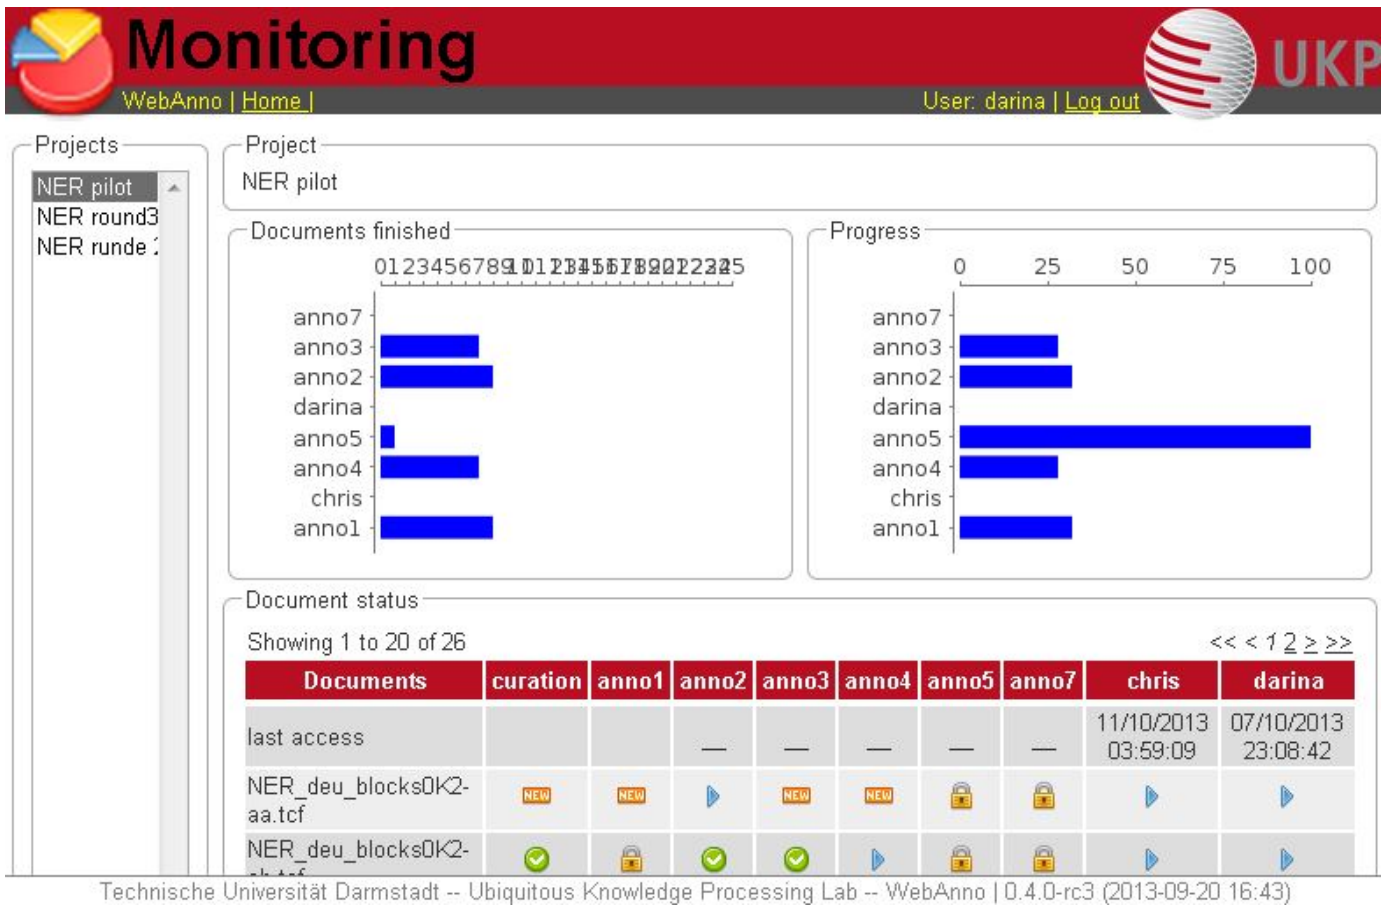 Monitoring
UKP
WebAnno | Home |
User: darina | Log out
Projects
NER pilot
NER round3
NER runde
Project
NER pilot
Documents finished
anno7
anno3
anno2
darina
anno5
anno4
chris
anno1
Progress
0 25 50 75 100
anno7
anno3
anno2
darina
anno5
anno4
chris
anno1
Document status
Showing 1 to 20 of 26
<< < 1 2 > >>
Documents curation anno1 anno2 anno3 anno4 anno5 anno7 chris darina
last access — — — — — 11/10/2013 07/10/2013
03:59:09 23:08:42
NER_deu_blocks0K2-
aa.tcf
NEW NEW NEW NEW
NER_deu_blocks0K2-
Technische Universität Darmstadt -- Ubiquitous Knowledge Processing Lab -- WebAnno | 0.4.0-rc3 (2013-09-20 16:43)